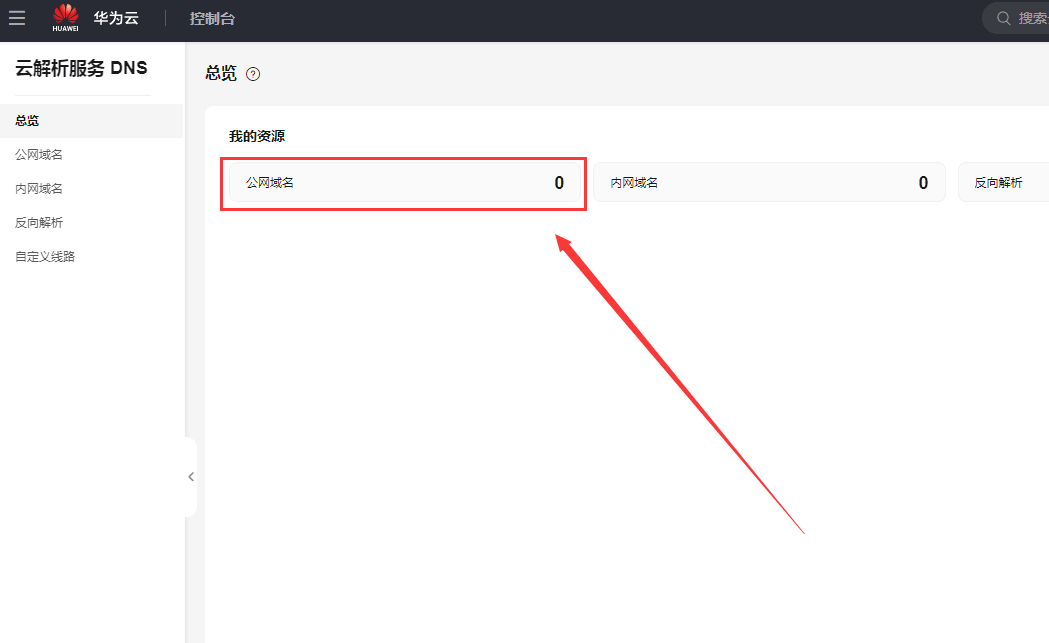 HUAWEI 华为云 控制台 搜索
云解析服务 DNS
总览
公网域名
内网域名
反向解析
自定义线路
总览 ?
我的资源
公网域名 0 内网域名 0 反向解析